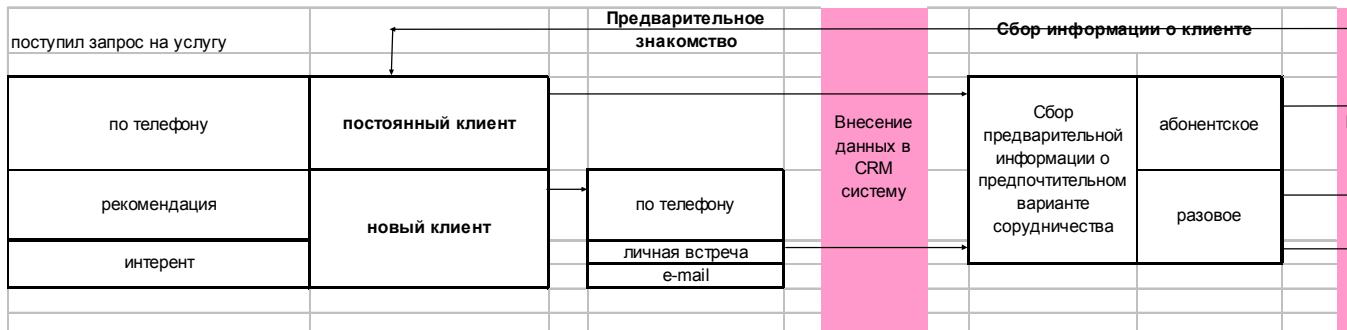 поступил запрос на услугу
Предварительное
знакомство
Сбор информации о клиенте
по телефону
рекомендация
интерент
постоянный клиент
новый клиент
по телефону
личная встреча
e-mail
Внесение
данных в
CRM
систему
Сбор
предварительной
информации о
предпочтительном
варианте
сорудничества
абонентское
разовое